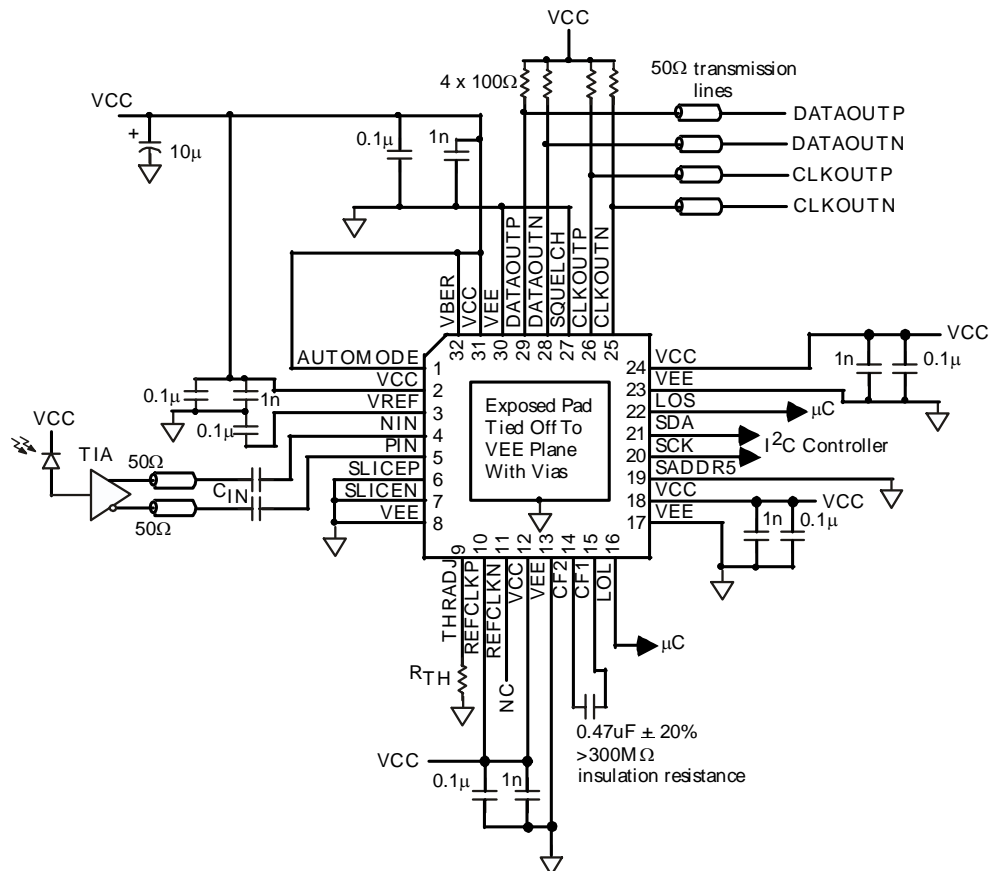 VCC
4 x 100Ω
50Ω transmission
lines
DATAOUTP
DATAOUTN
CLKOUTP
CLKOUTN
VCC
+
10μ
0.1μ
1n
VBER
VCC
VEE
DATAOUTP
DATAOUTN
SQUELCH
CLKOUTP
CLKOUTN
32
31
30
29
28
27
26
25
AUTOMODE
1
VCC
2
VREF
3
NIN
4
PIN
5
SLICEP
6
SLICEN
7
VEE
8
0.1μ
1n
0.1μ
VCC
TIA
50Ω
50Ω
CIN
Exposed Pad
Tied Off To
VEE Plane
With Vias
24
VCC
23
VEE
22
LOS
21
SDA
20
SCK
19
SADDR5
18
VCC
17
VEE
VCC
1n
0.1μ
μC
I2C Controller
VCC
1n
0.1μ
9
10
11
12
13
14
15
16
THRADJ
REFCLKP
REFCLKN
VCC
VEE
CF2
CF1
LOL
μC
RTH
NC
0.47uF ± 20%
>300MΩ
insulation resistance
VCC
0.1μ
1n